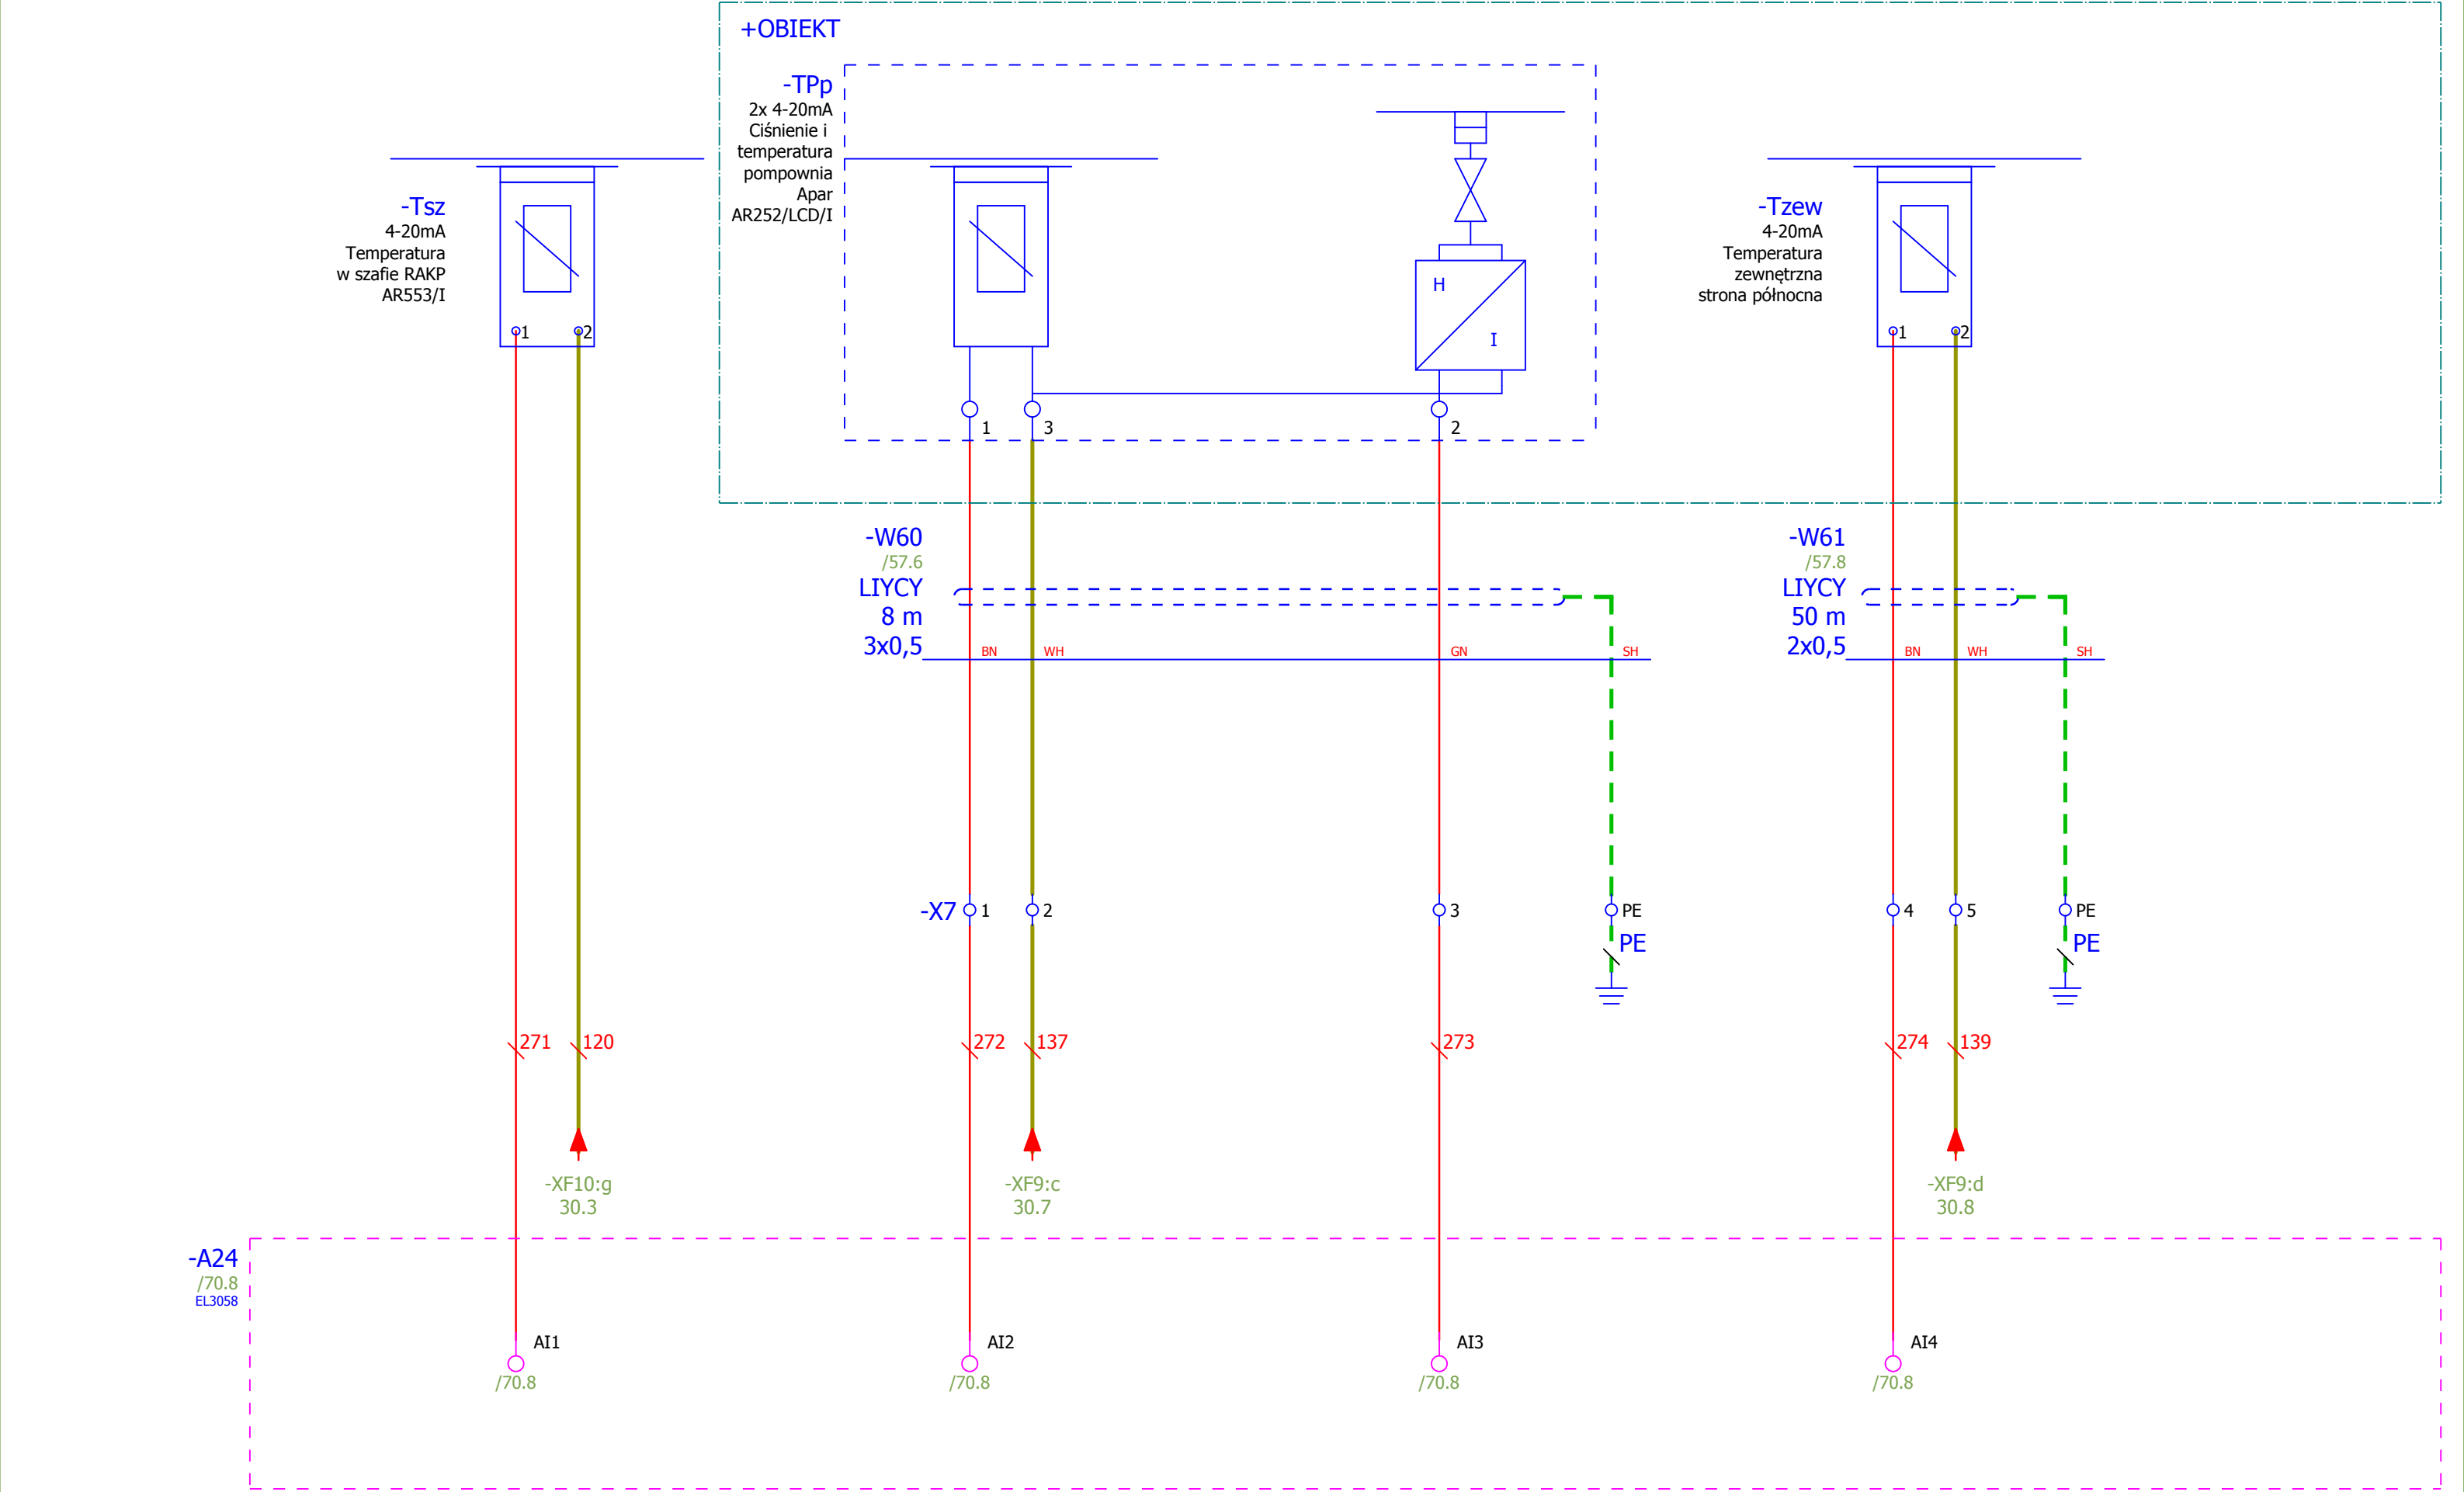 +OBIEKT
-TPp
2x 4-20mA
Ciśnienie i
temperatura
pompownia
Apar
AR252/LCD/I
-Tsz
4-20mA
Temperatura
w szafie RAKP
AR553/I
1
2
H
I
-Tzew
4-20mA
Temperatura
zewnętrzna
strona północna
1
2
1
3
2
-W60
/57.6
LIYCY
8 m
3x0,5
BN
WH
GN
SH
-W61
/57.8
LIYCY
50 m
2x0,5
BN
WH
SH
-X7
1
2
3
PE
PE
4
5
PE
PE
271
120
272
137
273
274
139
-XF10:g
30.3
-XF9:c
30.7
-XF9:d
30.8
-A24
/70.8
EL3058
AI1
/70.8
AI2
/70.8
AI3
/70.8
AI4
/70.8